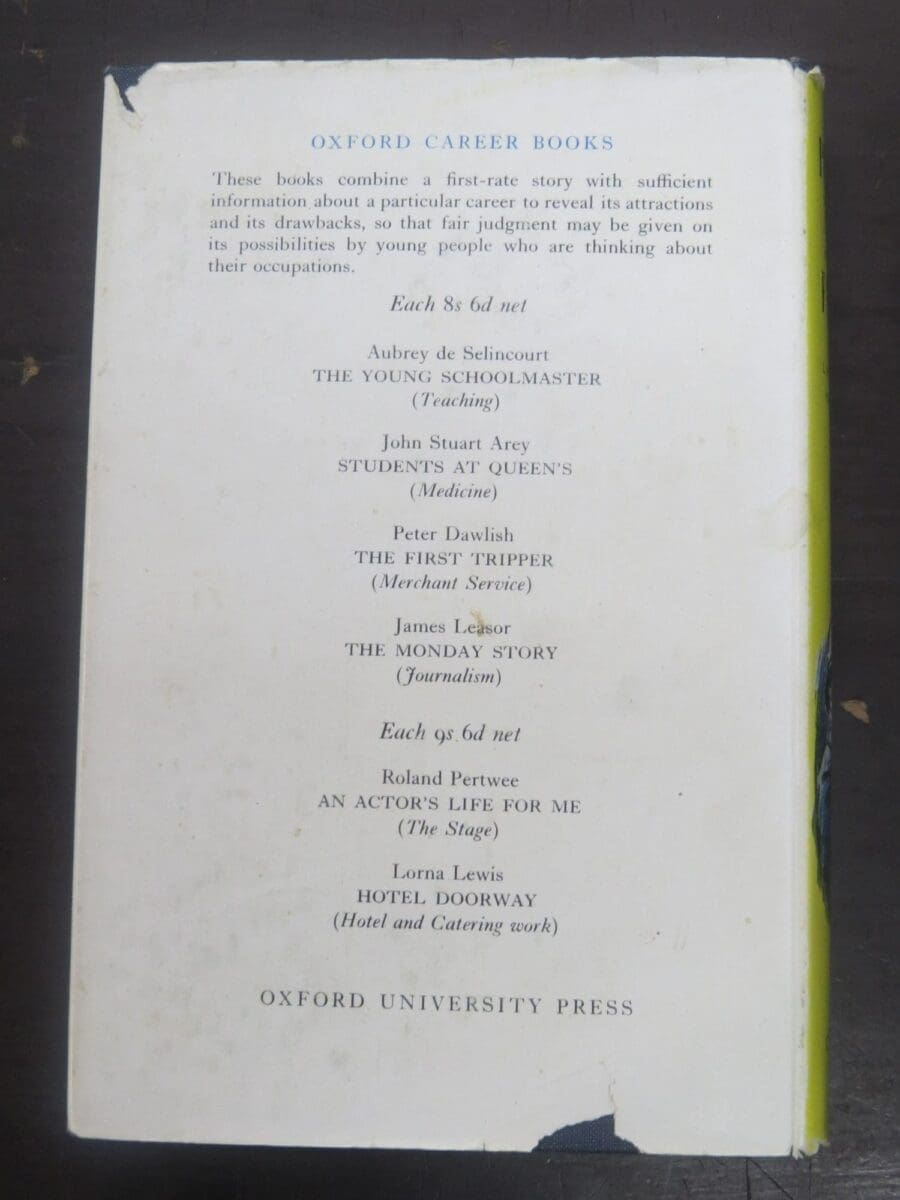 OXFORD CAREER BOOKS
These books combine a first-rate story with sufficient
information about a particular career to reveal its attractions
and its drawbacks, so that fair judgment may be given on
its possibilities by young people who are thinking about
their occupations.
Each 8s 6d net
Aubrey de Selincourt
THE YOUNG SCHOOLMASTER
(Teaching)
John Stuart Arey
STUDENTS AT QUEEN'S
(Medicine)
Peter Dawlish
THE FIRST TRIPPER
(Merchant Service)
James Leasor
THE MONDAY STORY
(Journalism)
Each 9s 6d net
Roland Pertwee
AN ACTOR'S LIFE FOR ME
(The Stage)
Lorna Lewis
HOTEL DOORWAY
(Hotel and Catering work)
OXFORD UNIVERSITY PRESS